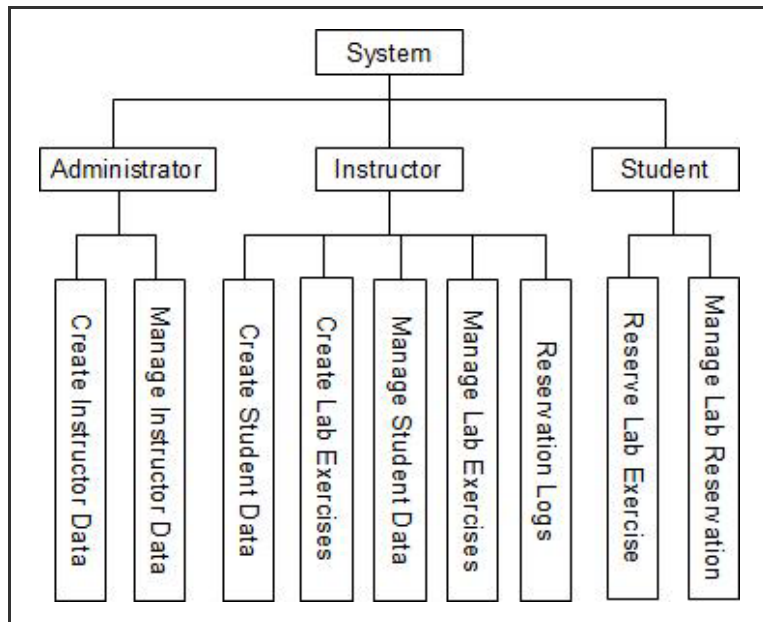 System
Administrator
Instructor
Student
Create Instructor Data
Manage Instructor Data
Create Student Data
Create Lab Exercises
Manage Student Data
Manage Lab Exercises
Reservation Logs
Reserve Lab Exercise
Manage Lab Reservation